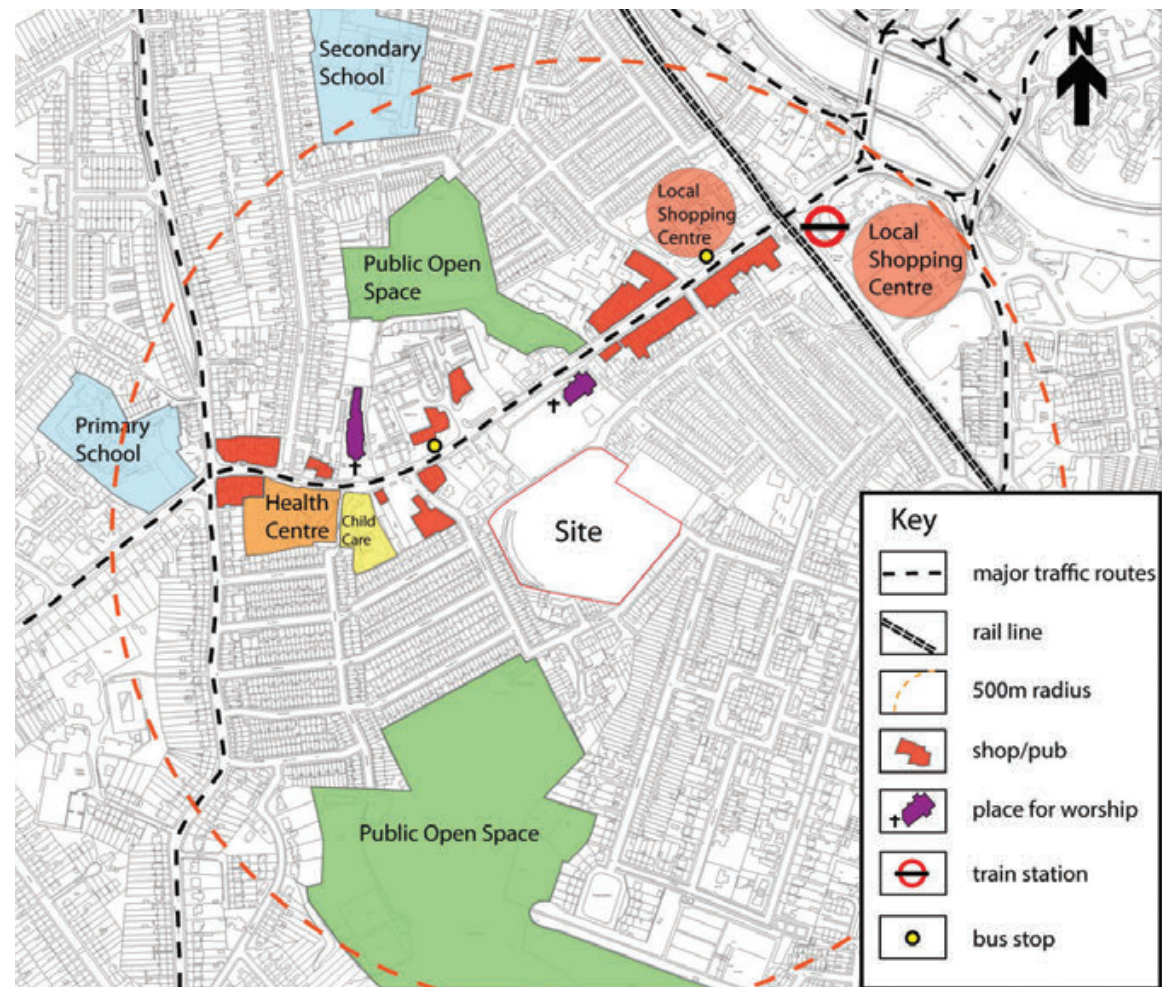 Secondary
School
N
Local
Shopping
Centre
Local
Shopping
Centre
Public Open
Space
Primary
School
Health
Centre
Child
Care
Site
Public Open Space
Key
major traffic routes
rail line
500m radius
shop/pub
place for worship
train station
bus stop